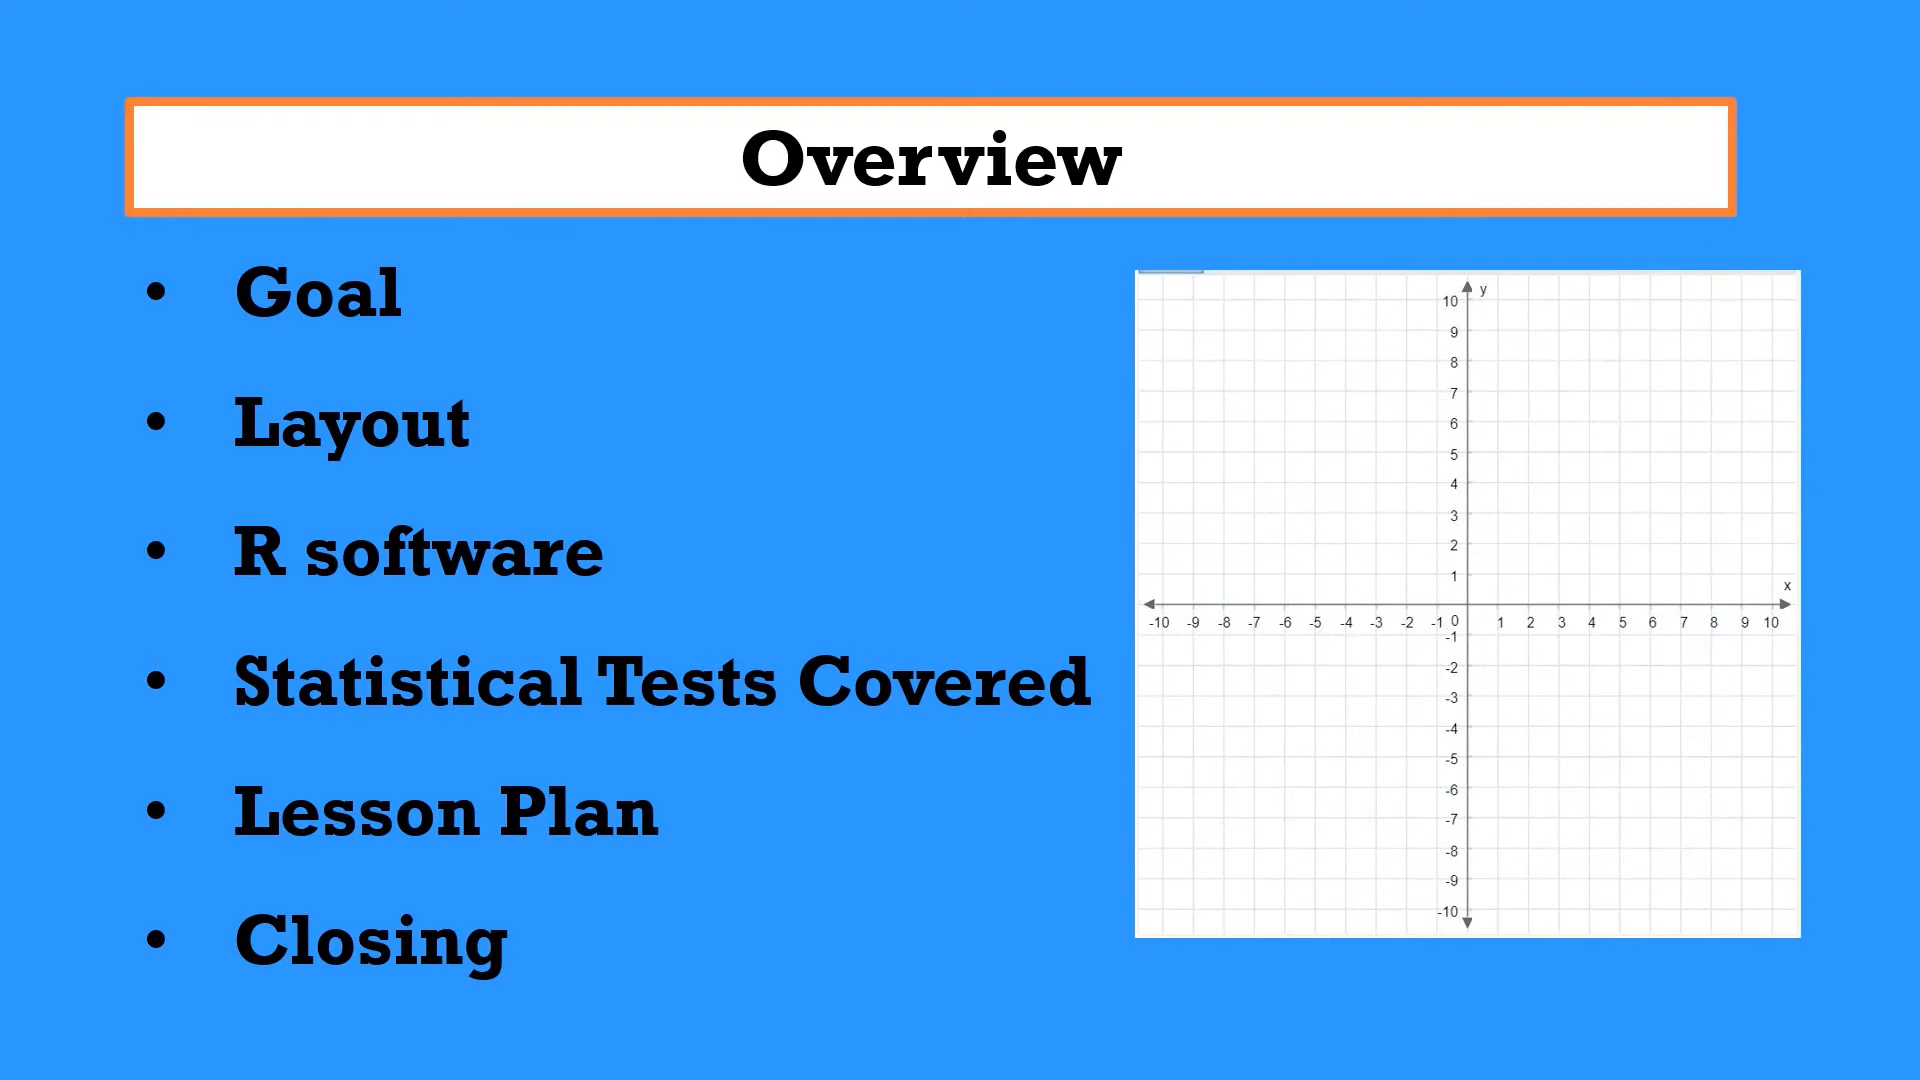 Overview
• Goal
• Layout
• R software
• Statistical Tests Covered
• Lesson Plan
• Closing
y
10
9
8
7
6
5
4
3
2
1
x
-10 -9 -8 -7 -6 -5 -4 -3 -2 -1 0 1 2 3 4 5 6 7 8 9 10
-1
-2
-3
-4
-5
-6
-7
-8
-9
-10